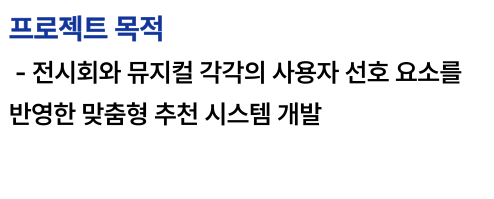 프로젝트 목적
- 전시회와 뮤지컬 각각의 사용자 선호 요소를
반영한 맞춤형 추천 시스템 개발